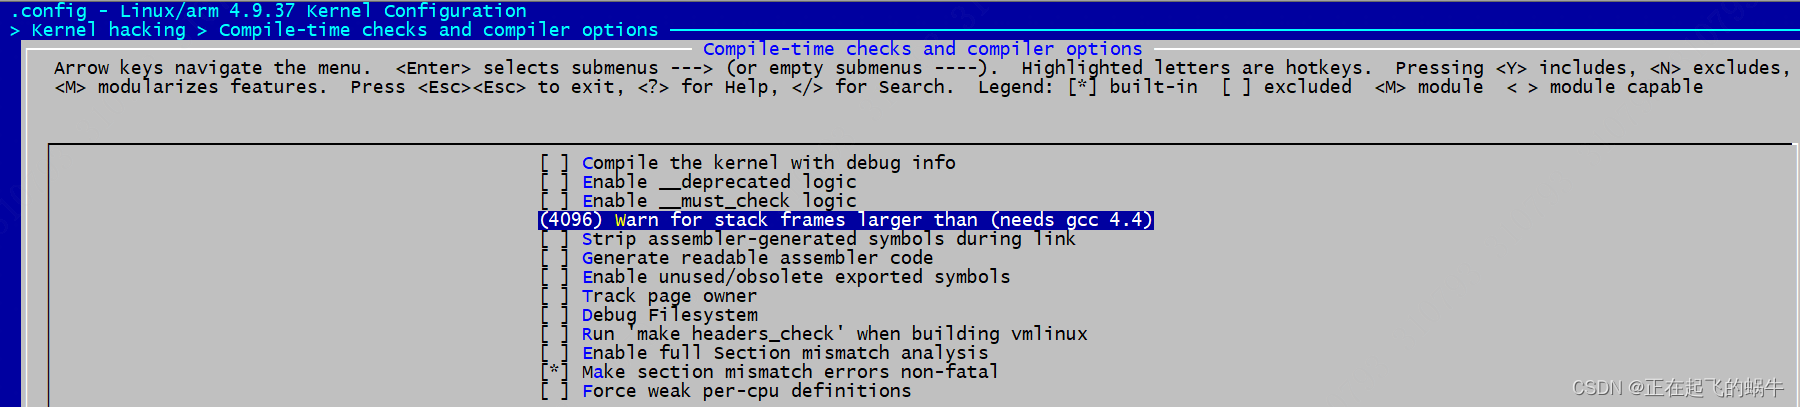 .config - Linux/arm 4.9.37 Kernel Configuration
> Kernel hacking > Compile-time checks and compiler options
Compile-time checks and compiler options
Arrow keys navigate the menu.  <Enter> selects submenus ---> (or empty submenus ----).  Highlighted letters are hotkeys.  Pressing <Y> includes, <N> excludes,
<M> modularizes features.  Press <Esc><Esc> to exit, <?> for Help, </> for Search.  Legend: [*] built-in  [ ] excluded  <M> module  < > module capable
[ ] Compile the kernel with debug info
[ ] Enable __deprecated logic
[ ] Enable __must_check logic
(4096) Warn for stack frames larger than (needs gcc 4.4)
[ ] Strip assembler-generated symbols during link
[ ] Generate readable assembler code
[ ] Enable unused/obsolete exported symbols
[ ] Track page owner
[ ] Debug Filesystem
[ ] Run 'make headers_check' when building vmlinux
[ ] Enable full Section mismatch analysis
[*] Make section mismatch errors non-fatal
[ ] Force weak per-cpu definitions
CSDN @正在起飞的蜗牛